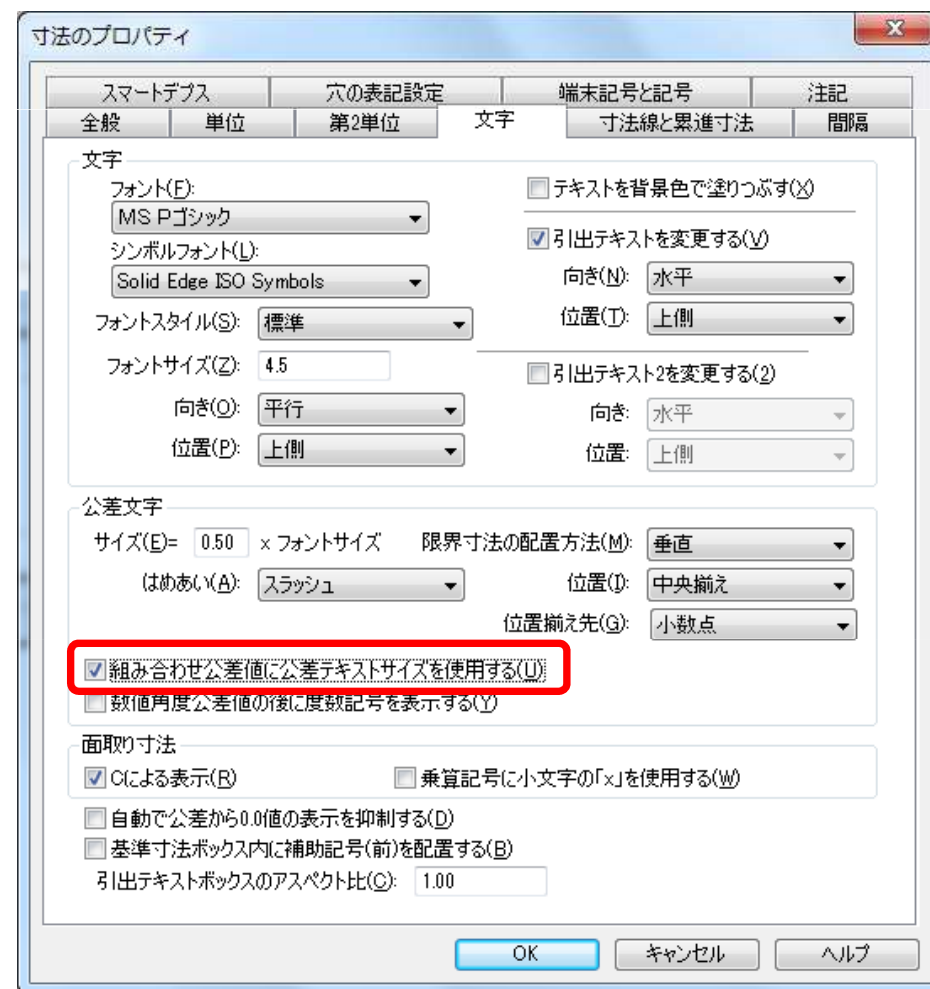 寸法のプロパティ
スマートデプス 穴の表記設定 端末記号と記号 注記
全般 単位 第2単位 文字 寸法線と累進寸法 間隔
文字
フォント(F):
MS Pゴシック
シンボルフォント(L):
Solid Edge ISO Symbols
フォントスタイル(S): 標準
フォントサイズ(Z): 4.5
向き(O): 平行
位置(P): 上側
テキストを背景色で塗りつぶす(X)
引出テキストを変更する(V)
向き(N): 水平
位置(T): 上側
引出テキスト2を変更する(2)
向き: 水平
位置: 上側
公差文字
サイズ(E)= 0.50 x フォントサイズ 限界寸法の配置方法(M): 垂直
はめあい(A): スラッシュ 位置(I): 中央揃え
位置揃え先(G): 小数点
組み合わせ公差値に公差テキストサイズを使用する(U)
数値角度公差値の後に度数記号を表示する(Y)
面取り寸法
Cによる表示(R) 乗算記号に小文字の「x」を使用する(W)
自動で公差から0.0値の表示を抑制する(D)
基準寸法ボックス内に補助記号(前)を配置する(B)
引出テキストボックスのアスペクト比(C): 1.00
OK キャンセル ヘルプ